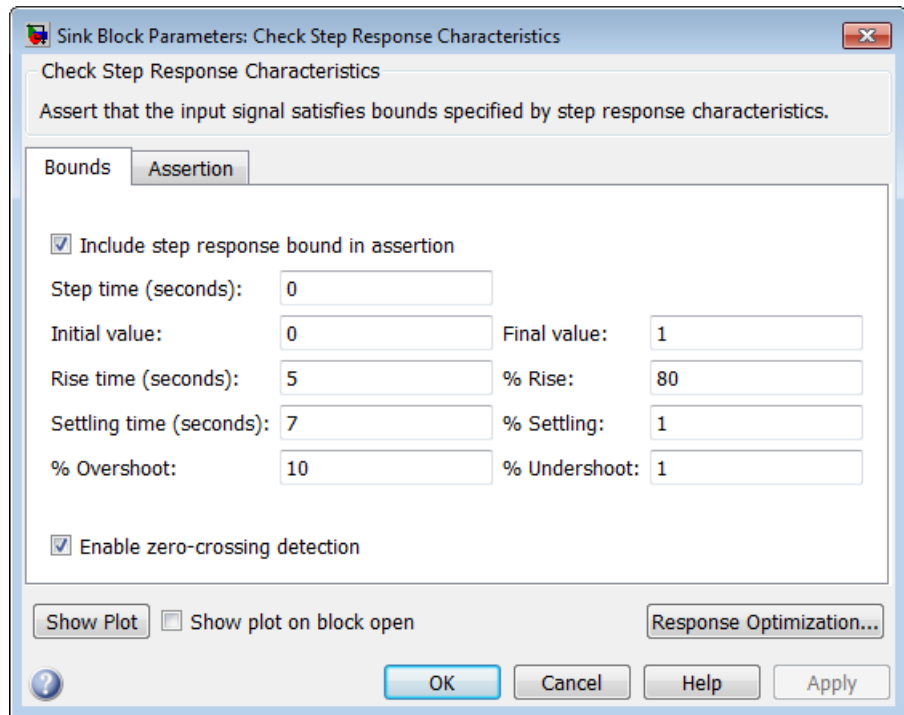 Sink Block Parameters: Check Step Response Characteristics
Check Step Response Characteristics
Assert that the input signal satisfies bounds specified by step response characteristics.
Bounds Assertion
Include step response bound in assertion
Step time (seconds): 0
Initial value: 0 Final value: 1
Rise time (seconds): 5 % Rise: 80
Settling time (seconds): 7 % Settling: 1
% Overshoot: 10 % Undershoot: 1
Enable zero-crossing detection
Show Plot Show plot on block open Response Optimization...
? OK Cancel Help Apply